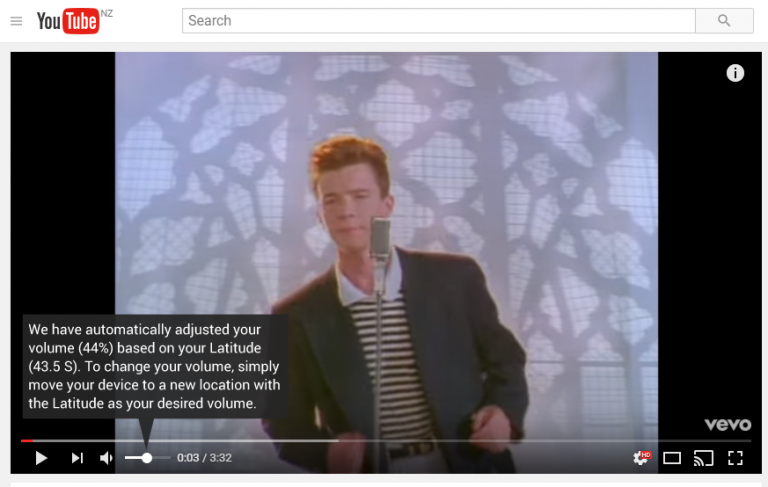 YouTube NZ
Search
We have automatically adjusted your
volume (44%) based on your Latitude
(43.5 S). To change your volume, simply
move your device to a new location with
the Latitude as your desired volume.
vevo
0:03 / 3:32
HD